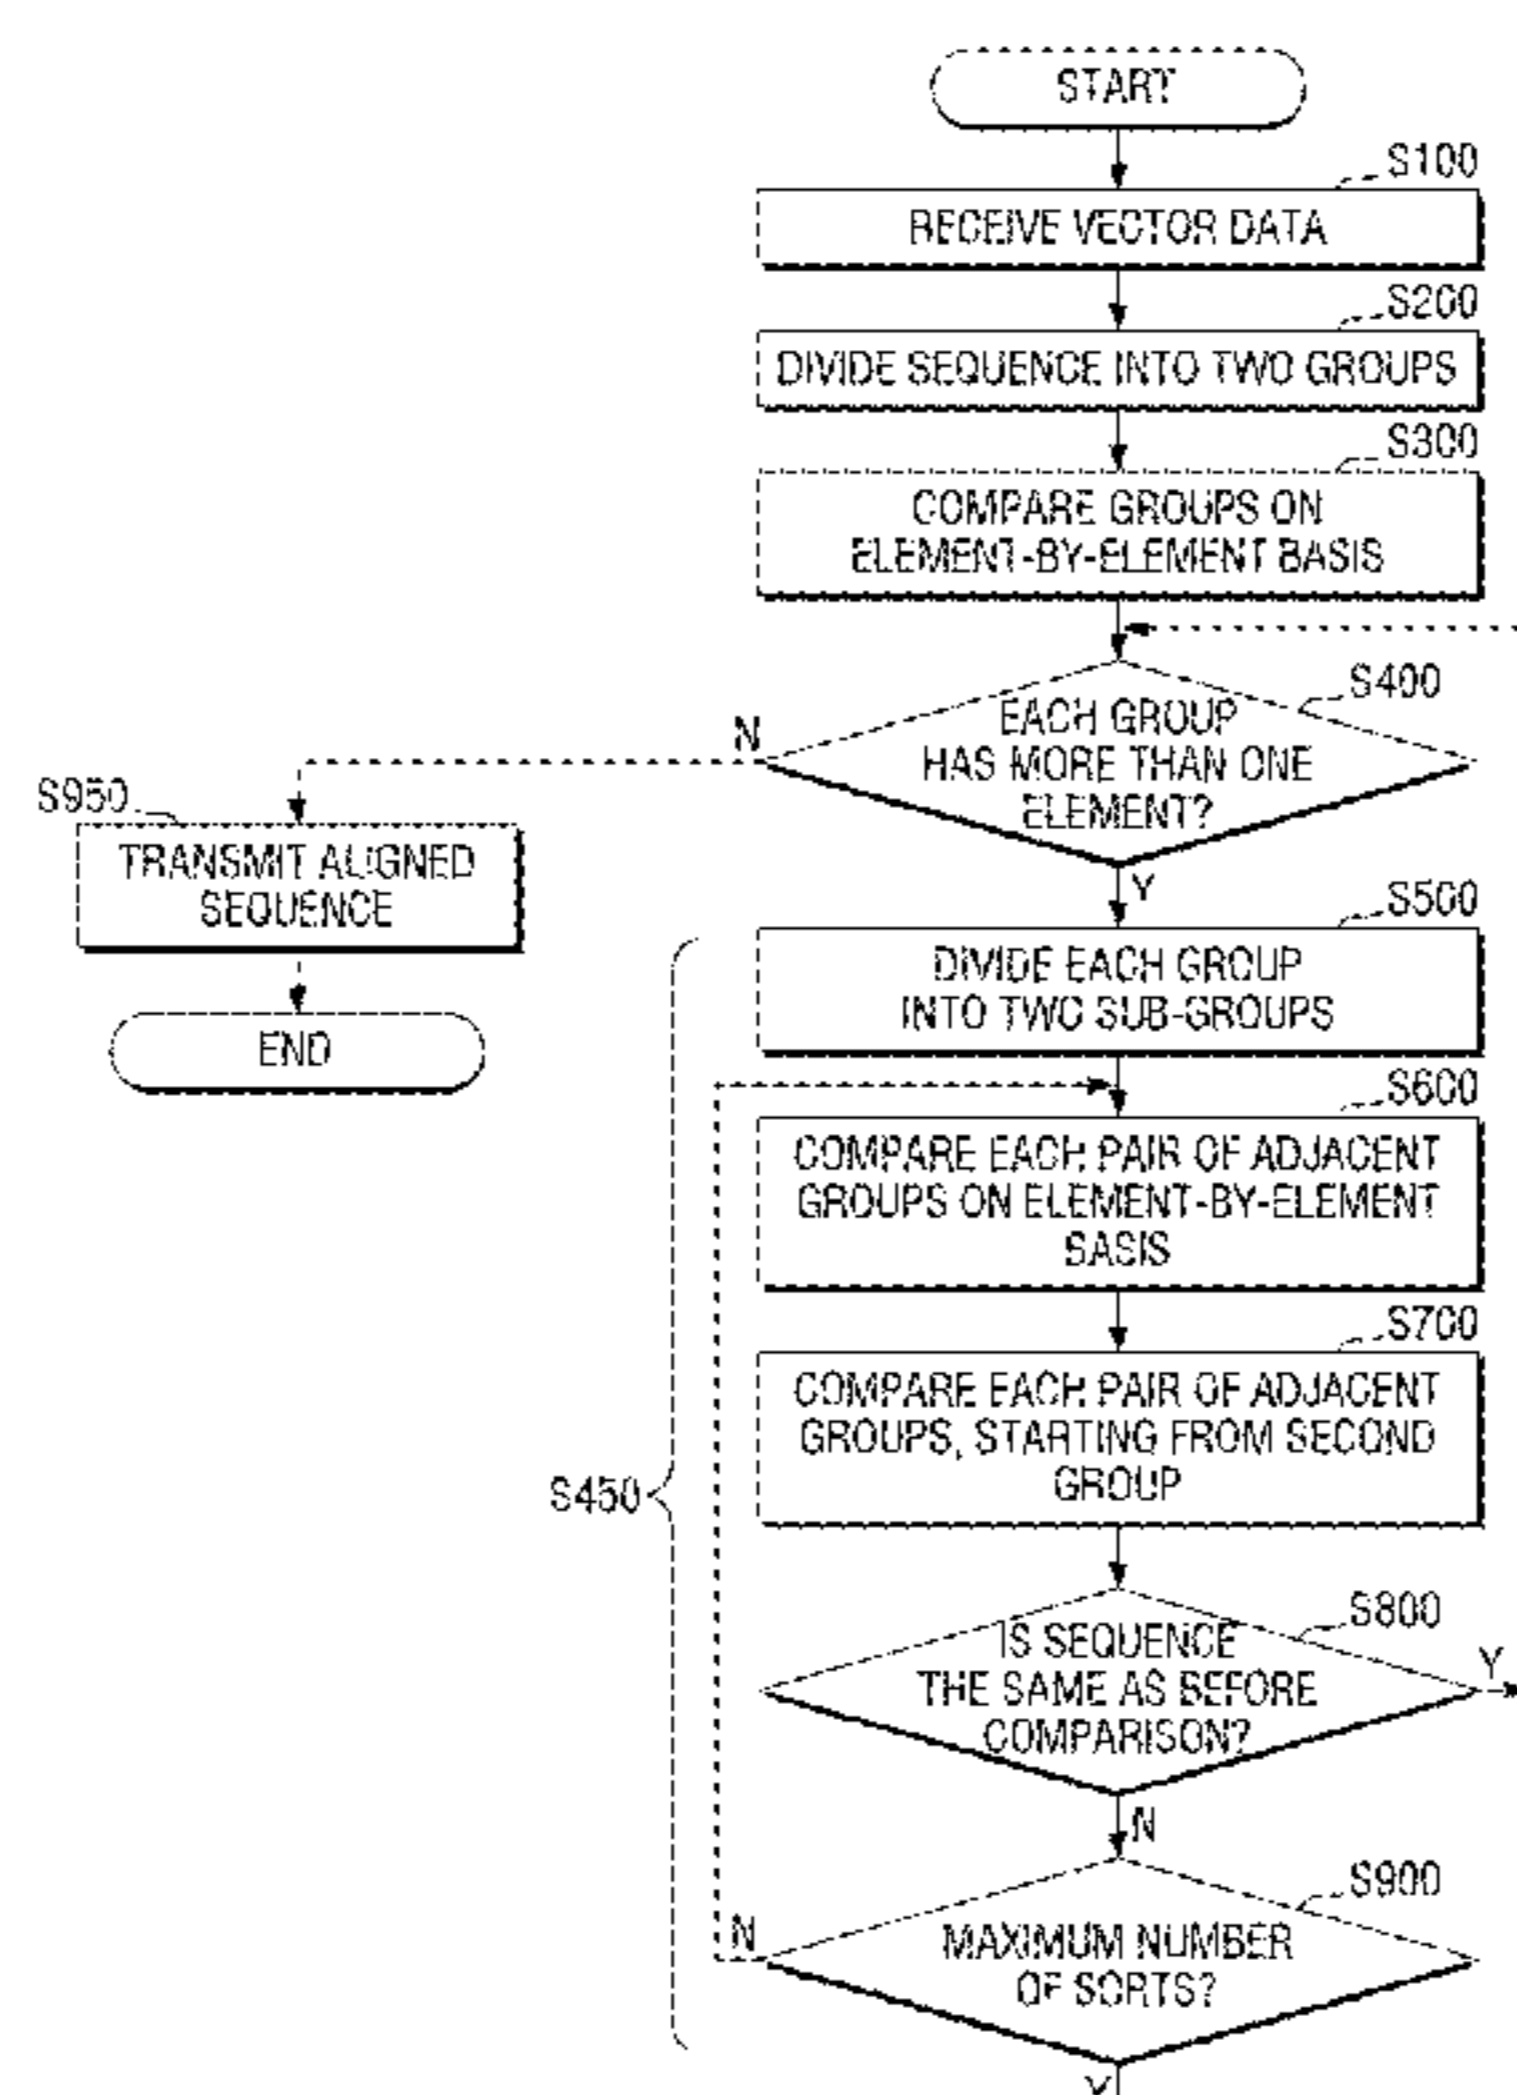 START
S100
RECEIVE VECTOR DATA
S200
DIVIDE SEQUENCE INTO TWO GROUPS
S300
COMPARE GROUPS ON
ELEMENT-BY-ELEMENT BASIS
S400
EACH GROUP
HAS MORE THAN ONE
ELEMENT?
N
S950
TRANSMIT ALIGNED
SEQUENCE
END
Y
S500
DIVIDE EACH GROUP
INTO TWO SUB-GROUPS
S600
COMPARE EACH PAIR OF ADJACENT
GROUPS ON ELEMENT-BY-ELEMENT
BASIS
S700
COMPARE EACH PAIR OF ADJACENT
GROUPS, STARTING FROM SECOND
GROUP
S450
S800
IS SEQUENCE
THE SAME AS BEFORE
COMPARISON?
Y
N
S900
MAXIMUM NUMBER
OF SORTS?
N
Y